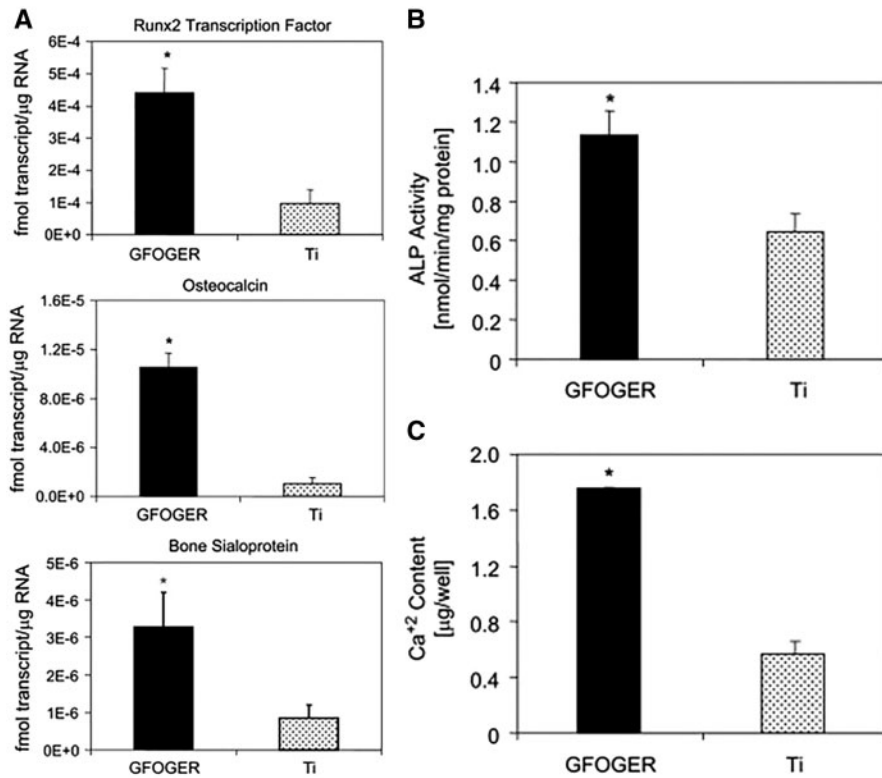 A
Runx2 Transcription Factor
fmol transcript/µg RNA
6E-4
5E-4
4E-4
3E-4
2E-4
1E-4
0E+0
*
GFOGER Ti
Osteocalcin
fmol transcript/µg RNA
1.6E-5
1.2E-5
8.0E-6
4.0E-6
0.0E+0
*
GFOGER Ti
Bone Sialoprotein
fmol transcript/µg RNA
5E-6
4E-6
3E-6
2E-6
1E-6
0E+0
*
GFOGER Ti
B
ALP Activity
[nmol/min/mg protein]
1.4
1.2
1.0
0.8
0.6
0.4
0.2
0
*
GFOGER Ti
C
Ca+2 Content
[µg/well]
2.0
1.6
1.2
0.8
0.4
0
*
GFOGER Ti